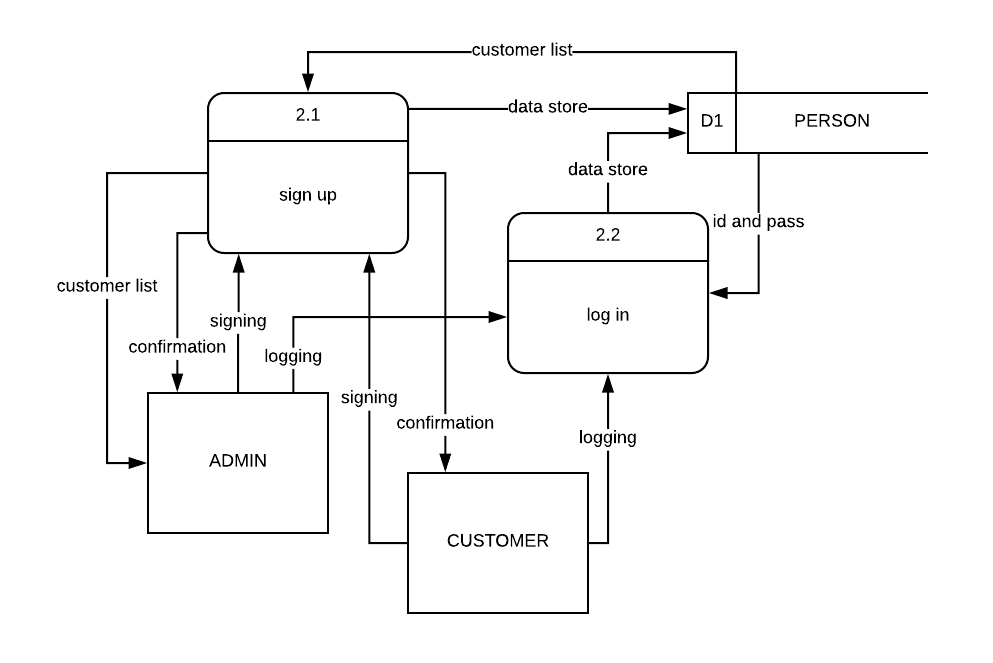 customer list
2.1
data store
D1
PERSON
data store
sign up
id and pass
2.2
customer list
signing
log in
confirmation
logging
signing
confirmation
logging
ADMIN
CUSTOMER